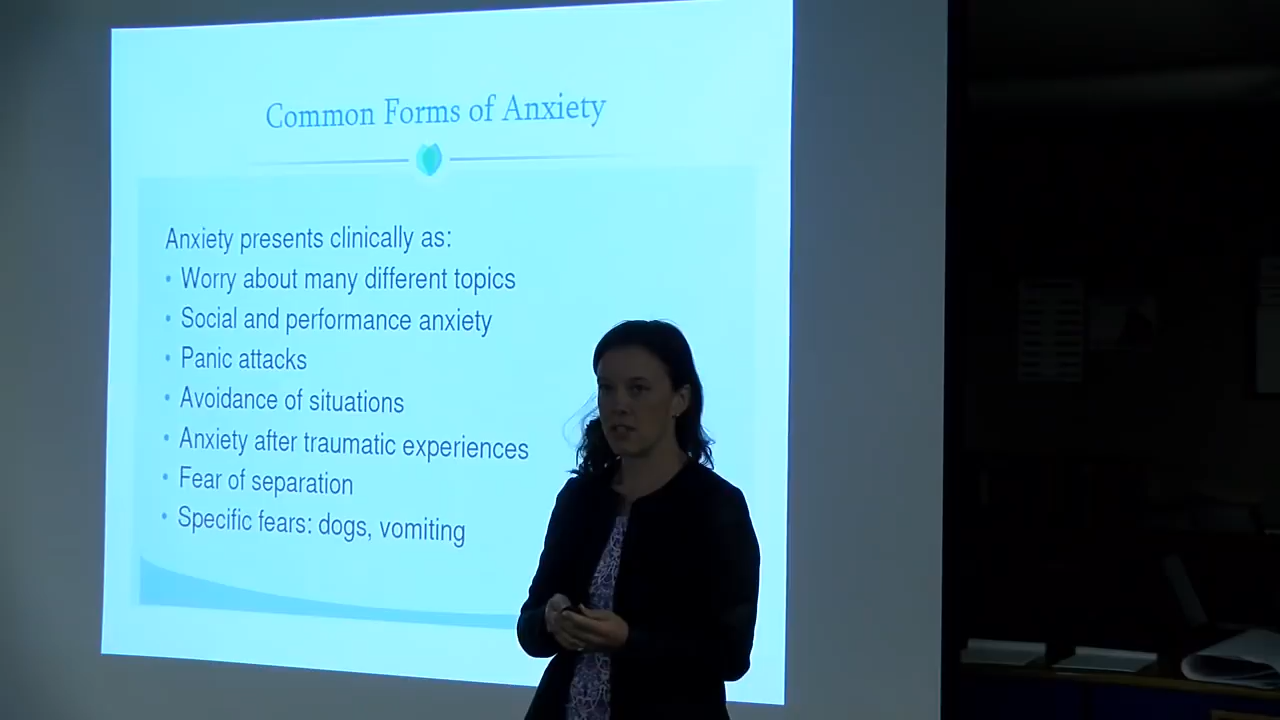 Common Forms of Anxiety
Anxiety presents clinically as:
• Worry about many different topics
• Social and performance anxiety
• Panic attacks
• Avoidance of situations
• Anxiety after traumatic experiences
• Fear of separation
• Specific fears: dogs, vomiting